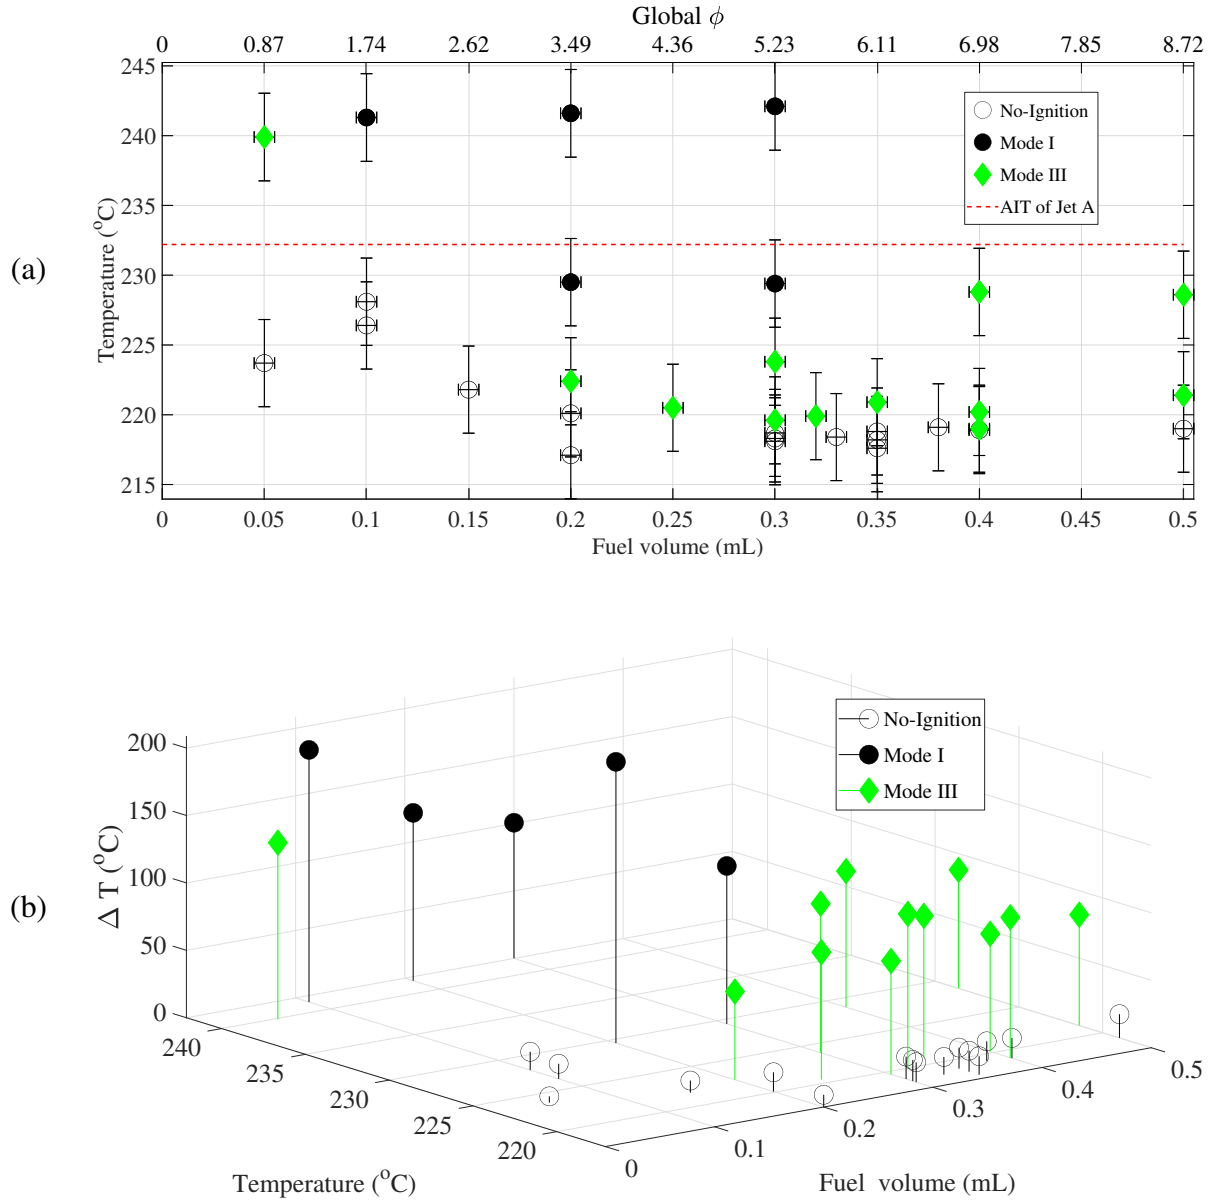 Global ϕ
0 0.87 1.74 2.62 3.49 4.36 5.23 6.11 6.98 7.85 8.72
245
240
235
230
225
220
215
Temperature (°C)
(a)
No-Ignition
Mode I
Mode III
AIT of Jet A
0 0.05 0.1 0.15 0.2 0.25 0.3 0.35 0.4 0.45 0.5
Fuel volume (mL)
(b)
No-Ignition
Mode I
Mode III
200
150
100
50
0
Δ T (°C)
240
235
230
225
220
Temperature (°C)
0
0.1
0.2
0.3
0.4
0.5
Fuel volume (mL)